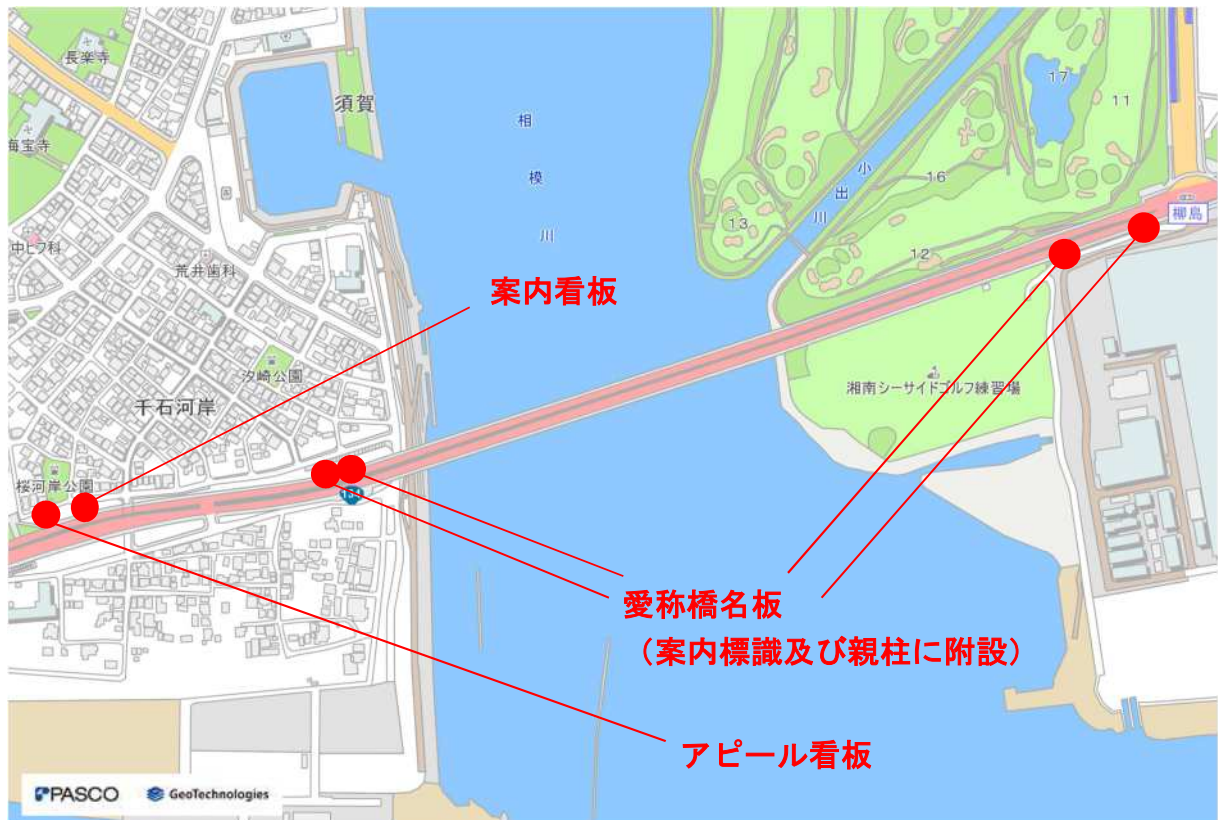 長楽寺
須賀
海宝寺
相模川
小出川
17
11
16
13
12
柳島
中ヒフ科
荒井歯科
案内看板
汐崎公園
千石河岸
湘南シーサイドゴルフ練習場
桜河岸公園
134
愛称橋名板
（案内標識及び親柱に附設）
アピール看板
PASCO
GeoTechnologies